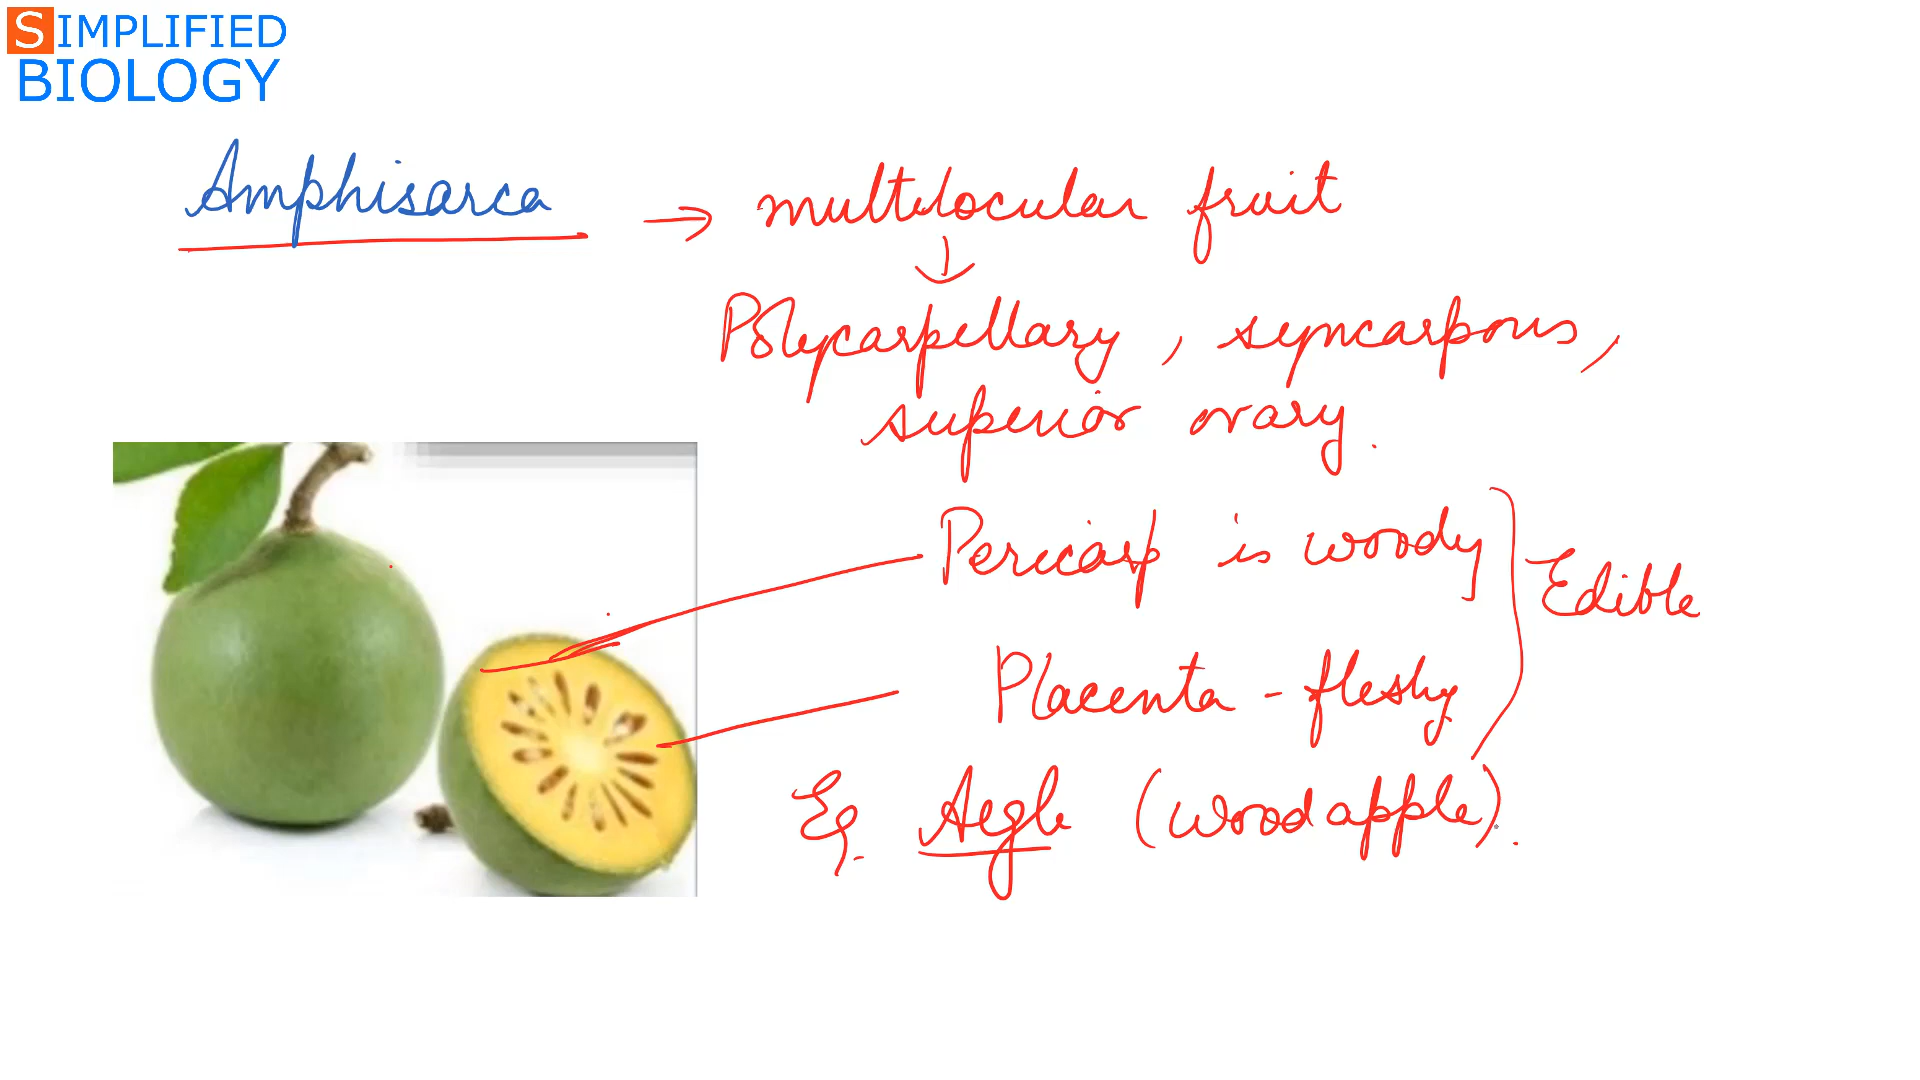 SIMPLIFIED
BIOLOGY
Amphisarca → multilocular fruit
Polycarpellary, syncarpous,
superior ovary.
Pericarp is woody
Edible
Placenta - fleshy
Eg. Aegle (woodapple).